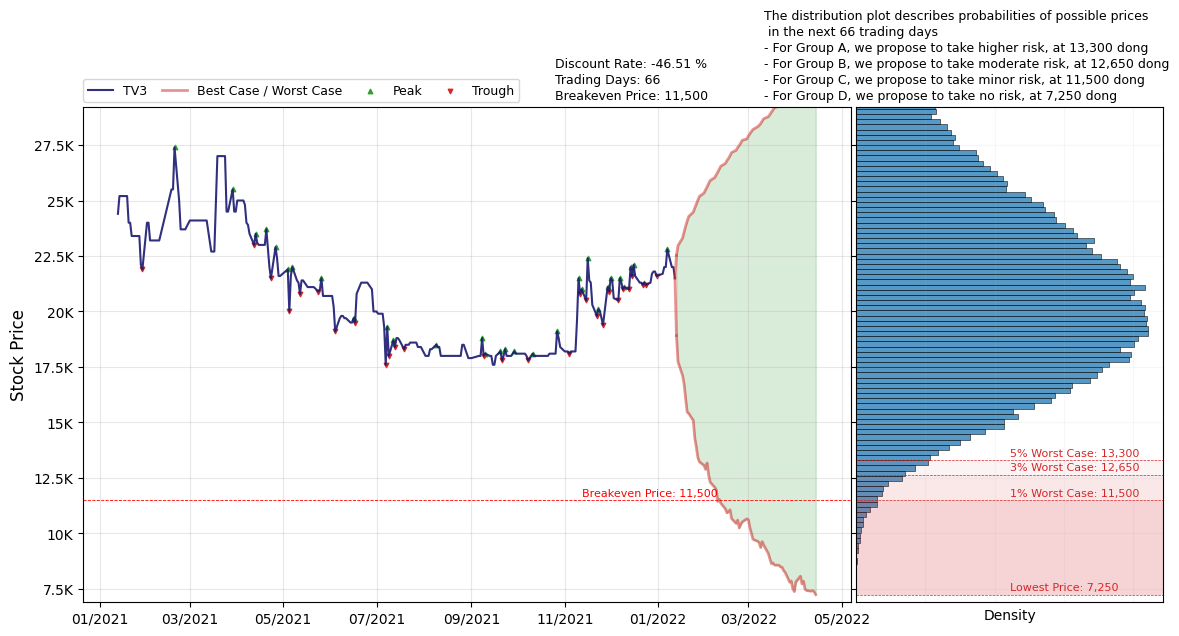 The distribution plot describes probabilities of possible prices
in the next 66 trading days
- For Group A, we propose to take higher risk, at 13,300 dong
- For Group B, we propose to take moderate risk, at 12,650 dong
- For Group C, we propose to take minor risk, at 11,500 dong
- For Group D, we propose to take no risk, at 7,250 dong
Discount Rate: -46.51 %
Trading Days: 66
Breakeven Price: 11,500
TV3
Best Case / Worst Case
Peak
Trough
Stock Price
27.5K
25K
22.5K
20K
17.5K
15K
12.5K
10K
7.5K
Breakeven Price: 11,500
5% Worst Case: 13,300
3% Worst Case: 12,650
1% Worst Case: 11,500
Lowest Price: 7,250
01/2021
03/2021
05/2021
07/2021
09/2021
11/2021
01/2022
03/2022
05/2022
Density